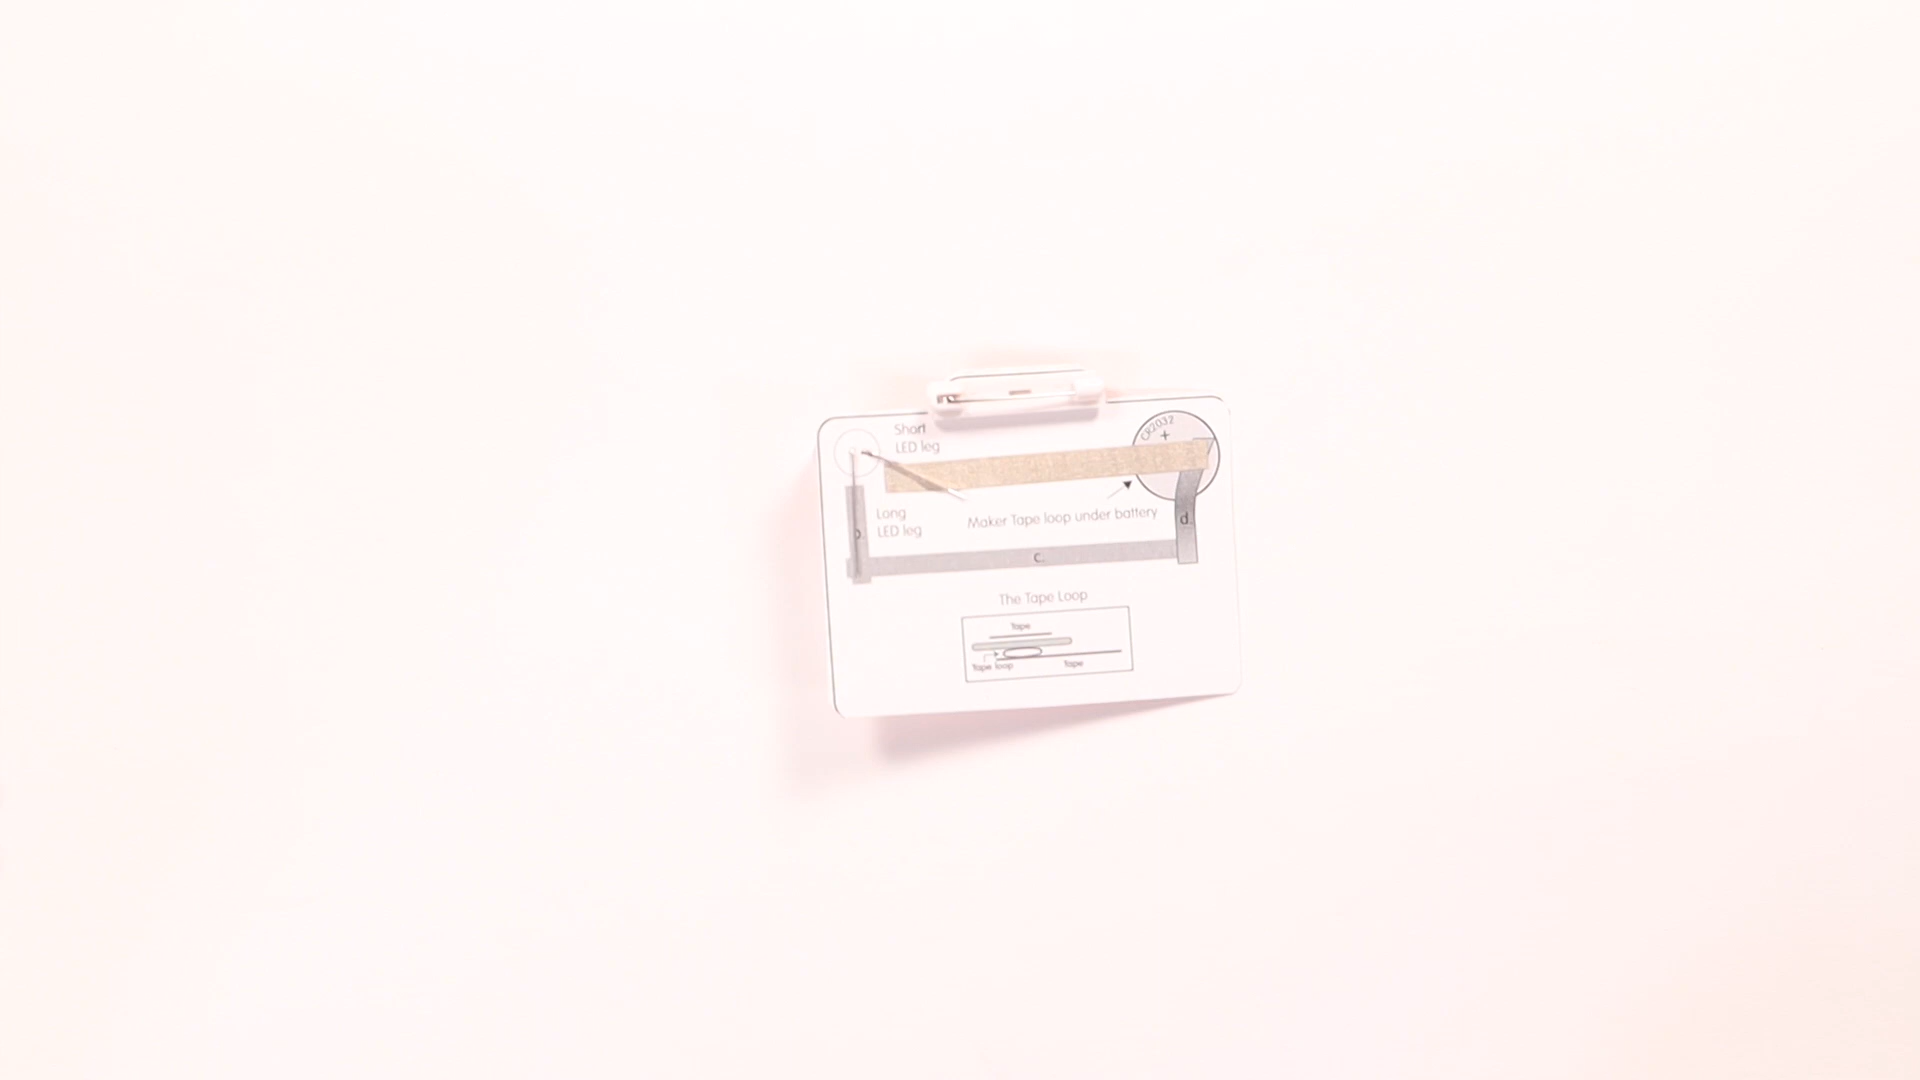 Short
LED leg
CR2032
+
Long
LED leg
Maker Tape loop under battery
d.
c.
The Tape Loop
Tape
Tape loop
Tape